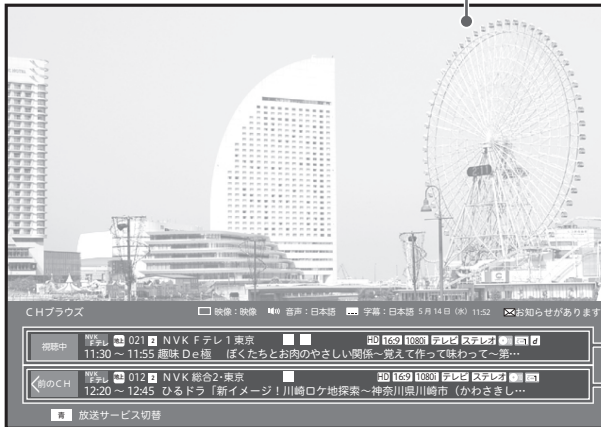 CHブラウズ 映像：映像 音声：日本語 字幕：日本語 5月14日（水） 11:52 お知らせがあります
視聴中 NVK Fテレ 地上 021 2 NVK Fテレ1東京 HD 16:9 1080i テレビ ステレオ d
11:30 ～ 11:55 趣味 De 極 ぼくたちとお肉のやさしい関係～覚えて作って味わって～第…
前のCH NVK Fテレ 地上 012 2 NVK 総合2・東京 HD 16:9 1080i テレビ ステレオ
12:20 ～ 12:45 ひるドラ「新イメージ！川崎ロケ地探索～神奈川県川崎市（かわさきし…
青 放送サービス切替